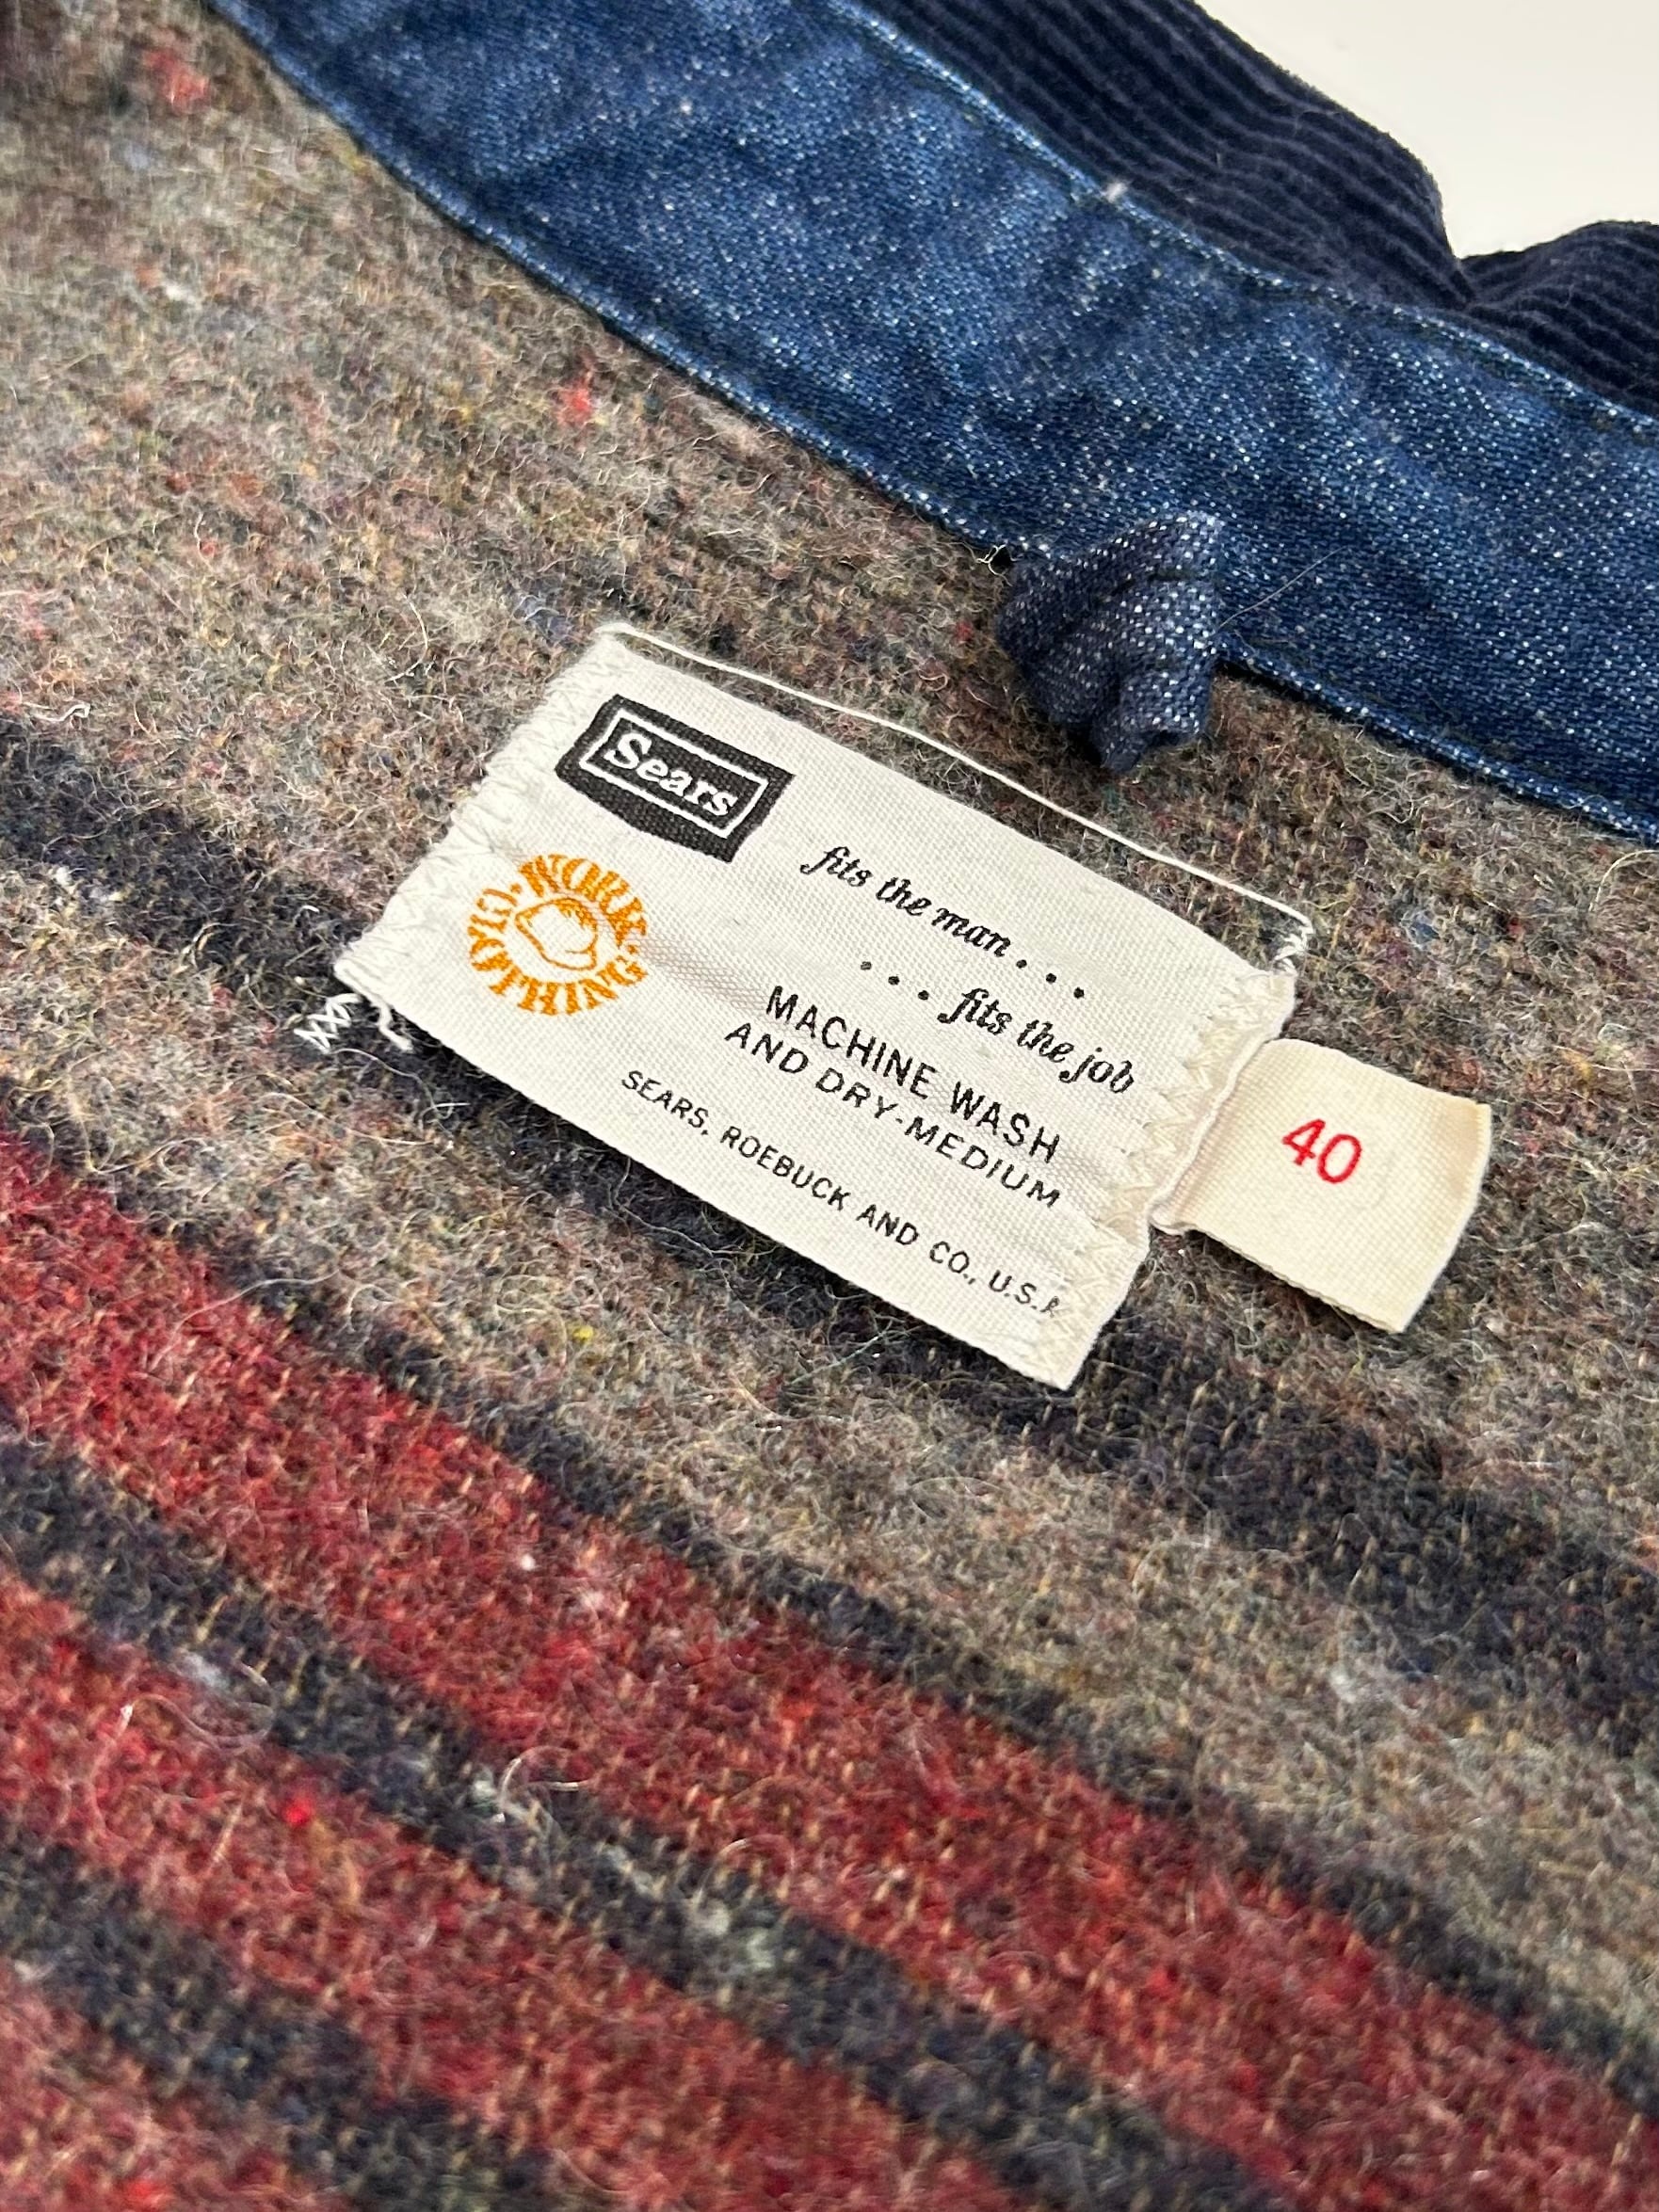 Sears
fits the man . . .
. . . fits the job
WORK
CLOTHING
MACHINE WASH
AND DRY-MEDIUM
SEARS, ROEBUCK AND CO., U.S.A
40